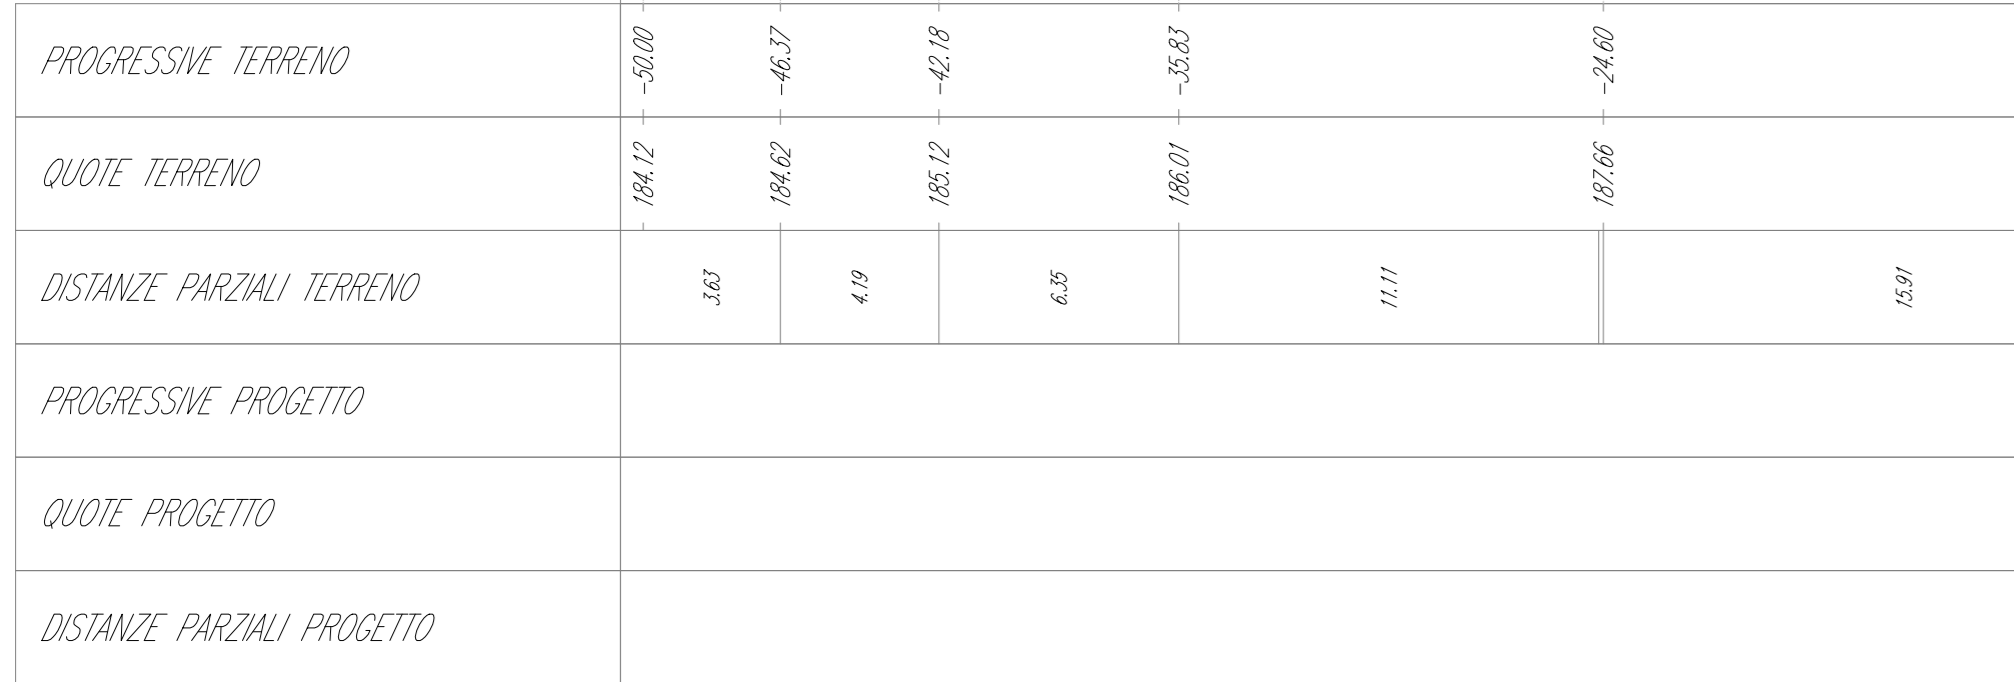 PROGRESSIVE TERRENO -50.00 -46.37 -42.18 -35.83 -24.60
QUOTE TERRENO 184.12 184.62 185.12 186.01 187.66
DISTANZE PARZIALI TERRENO 3.63 4.19 6.35 11.11 15.91
PROGRESSIVE PROGETTO
QUOTE PROGETTO
DISTANZE PARZIALI PROGETTO